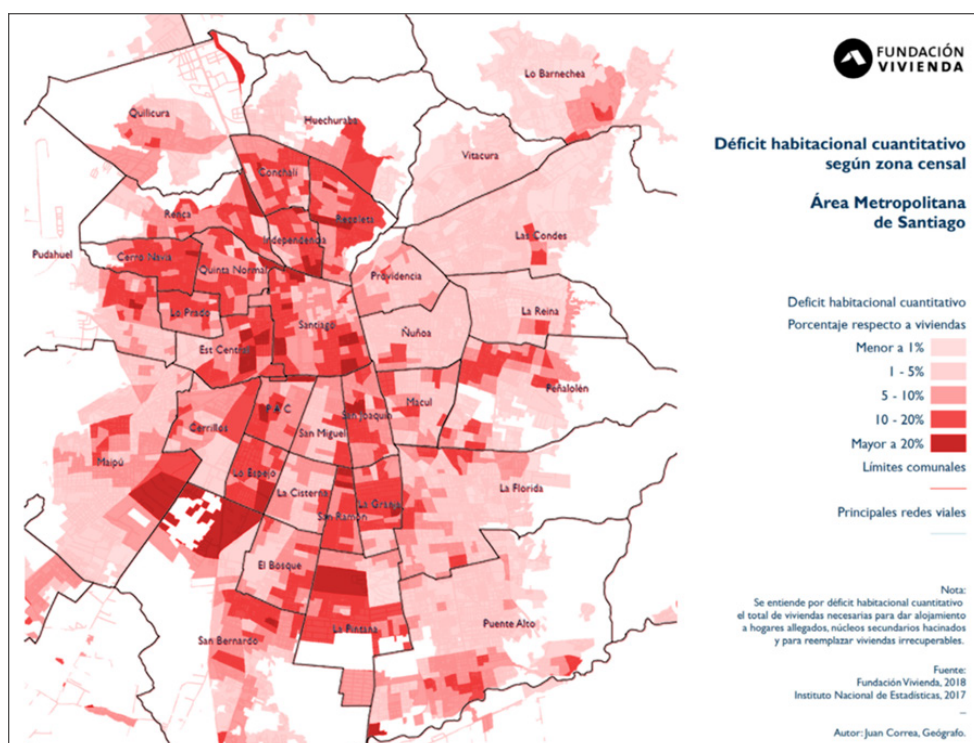 FUNDACIÓN
VIVIENDA
Déficit habitacional cuantitativo
según zona censal
Área Metropolitana
de Santiago
Deficit habitacional cuantitativo
Porcentaje respecto a viviendas
Menor a 1%
1 - 5%
5 - 10%
10 - 20%
Mayor a 20%
Límites comunales
Principales redes viales
Nota:
Se entiende por déficit habitacional cuantitativo
el total de viviendas necesarias para dar alojamiento
a hogares allegados, núcleos secundarios hacinados
y para reemplazar viviendas irrecuperables.
Fuente:
Fundación Vivienda, 2018
Instituto Nacional de Estadísticas, 2017
Autor: Juan Correa, Geógrafo.
Lo Barnechea
Quilicura
Huechuraba
Vitacura
Conchalí
Renca
Recoleta
Independencia
Las Condes
Pudahuel
Cerro Navia
Quinta Normal
Providencia
Lo Prado
Santiago
La Reina
Ñuñoa
Est Central
Peñalolén
P A C
San Joaquín
Macul
Cerrillos
San Miguel
Maipú
Lo Espejo
La Cisterna
La Granja
La Florida
San Ramón
El Bosque
San Bernardo
La Pintana
Puente Alto